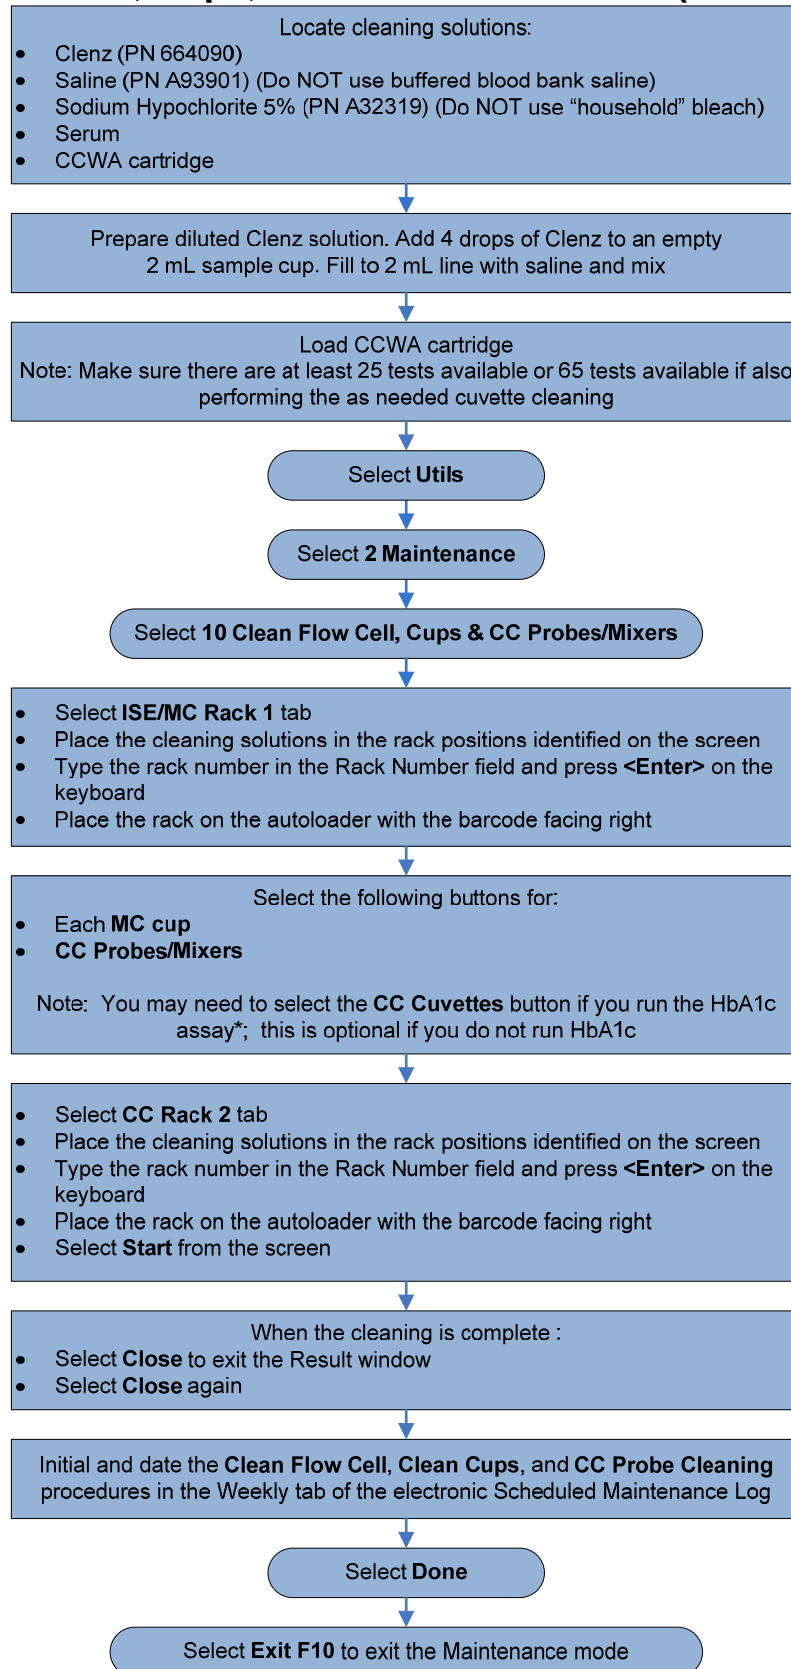 Locate cleaning solutions:
• Clenz (PN 664090)
• Saline (PN A93901) (Do NOT use buffered blood bank saline)
• Sodium Hypochlorite 5% (PN A32319) (Do NOT use “household” bleach)
• Serum
• CCWA cartridge
Prepare diluted Clenz solution. Add 4 drops of Clenz to an empty
2 mL sample cup. Fill to 2 mL line with saline and mix
Load CCWA cartridge
Note: Make sure there are at least 25 tests available or 65 tests available if also
performing the as needed cuvette cleaning
Select Utils
Select 2 Maintenance
Select 10 Clean Flow Cell, Cups & CC Probes/Mixers
• Select ISE/MC Rack 1 tab
• Place the cleaning solutions in the rack positions identified on the screen
• Type the rack number in the Rack Number field and press <Enter> on the
keyboard
• Place the rack on the autoloader with the barcode facing right
Select the following buttons for:
• Each MC cup
• CC Probes/Mixers
Note: You may need to select the CC Cuvettes button if you run the HbA1c
assay*; this is optional if you do not run HbA1c
• Select CC Rack 2 tab
• Place the cleaning solutions in the rack positions identified on the screen
• Type the rack number in the Rack Number field and press <Enter> on the
keyboard
• Place the rack on the autoloader with the barcode facing right
• Select Start from the screen
When the cleaning is complete :
• Select Close to exit the Result window
• Select Close again
Initial and date the Clean Flow Cell, Clean Cups, and CC Probe Cleaning
procedures in the Weekly tab of the electronic Scheduled Maintenance Log
Select Done
Select Exit F10 to exit the Maintenance mode